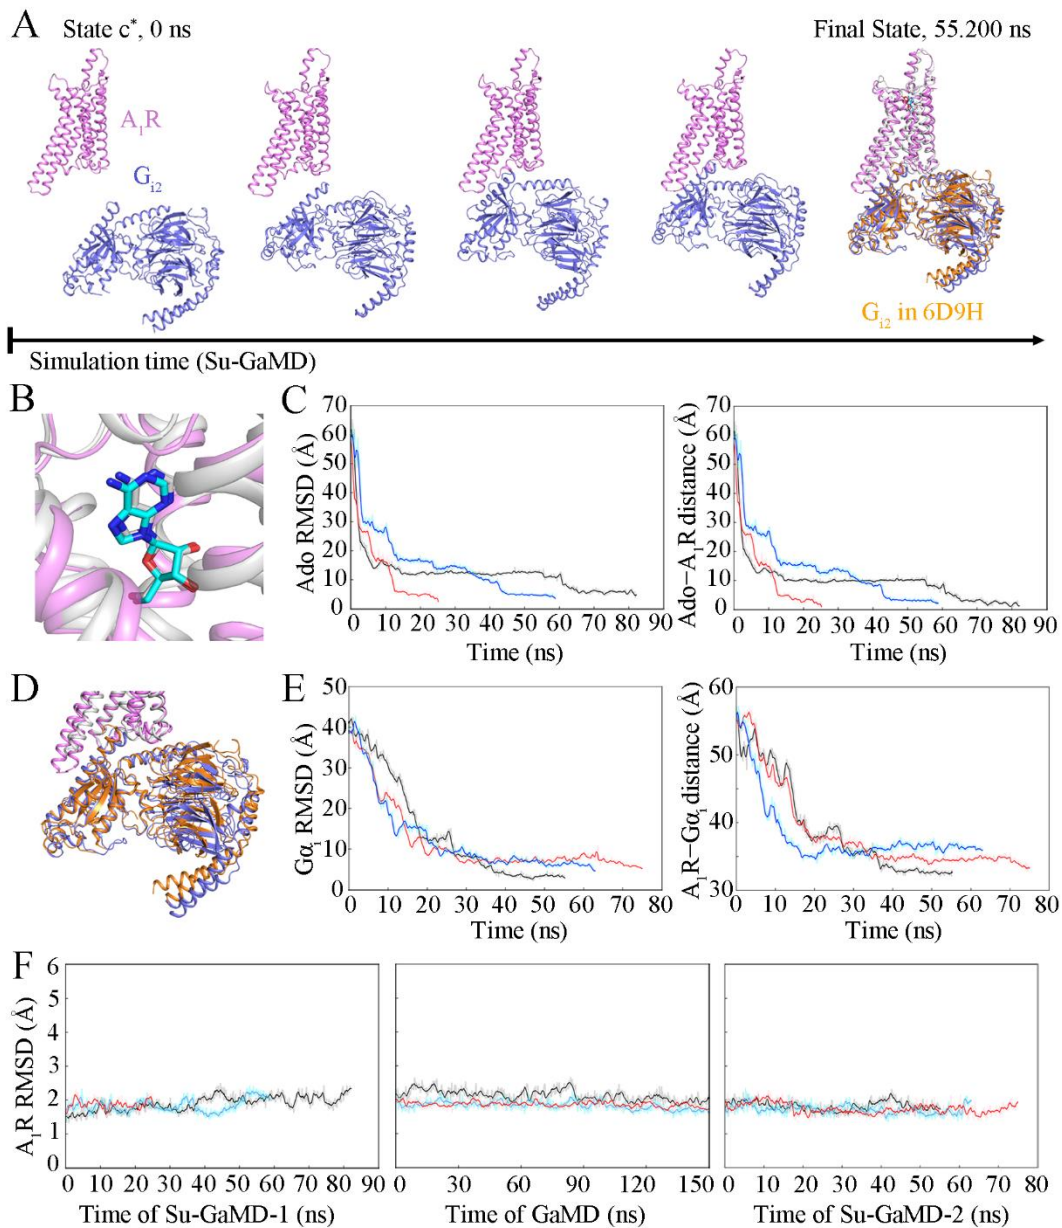 A
State c*, 0 ns
Final State, 55.200 ns
A₁R
Gᵢ₂
Gᵢ₂ in 6D9H
Simulation time (Su-GaMD)
B
C
Ado RMSD (Å)
70
60
50
40
30
20
10
0
0 10 20 30 40 50 60 70 80 90
Time (ns)
Ado−A₁R distance (Å)
70
60
50
40
30
20
10
0
0 10 20 30 40 50 60 70 80 90
Time (ns)
D
E
Gαᵢ RMSD (Å)
50
40
30
20
10
0
0 10 20 30 40 50 60 70 80
Time (ns)
A₁R−Gαᵢ distance (Å)
60
50
40
30
0 10 20 30 40 50 60 70 80
Time (ns)
F
A₁R RMSD (Å)
6
5
4
3
2
1
0
0 10 20 30 40 50 60 70 80 90
Time of Su-GaMD-1 (ns)
0 30 60 90 120 150
Time of GaMD (ns)
0 10 20 30 40 50 60 70 80
Time of Su-GaMD-2 (ns)